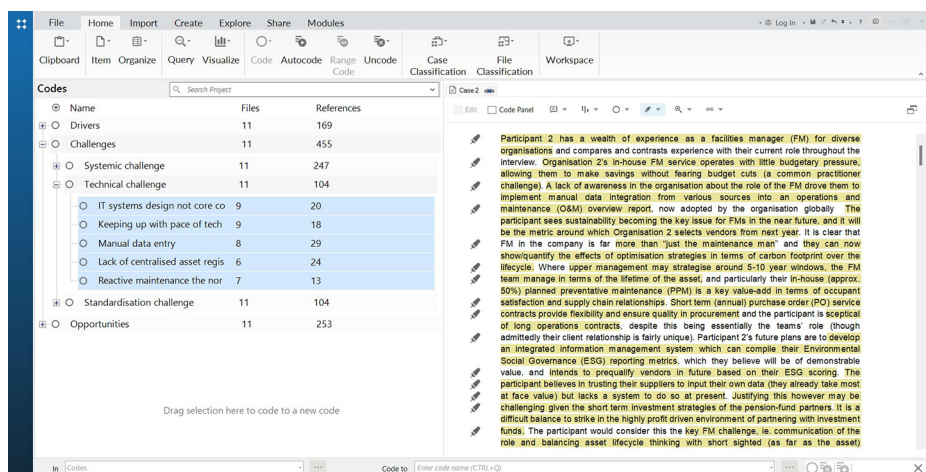 File Home Import Create Explore Share Modules
Log In
Clipboard Item Organize Query Visualize Code Autocode Range Code Uncode Case Classification File Classification Workspace
Codes
Search Project
Name Files References
Drivers 11 169
Challenges 11 455
Systemic challenge 11 247
Technical challenge 11 104
IT systems design not core co 9 20
Keeping up with pace of tech 9 18
Manual data entry 8 29
Lack of centralised asset regis 6 24
Reactive maintenance the nor 7 13
Standardisation challenge 11 104
Opportunities 11 253
Drag selection here to code to a new code
In Codes
Case 2
Edit Code Panel
Participant 2 has a wealth of experience as a facilities manager (FM) for diverse
organisations and compares and contrasts experience with their current role throughout the
interview. Organisation 2's in-house FM service operates with little budgetary pressure,
allowing them to make savings without fearing budget cuts (a common practitioner
challenge). A lack of awareness in the organisation about the role of the FM drove them to
implement manual data integration from various sources into an operations and
maintenance (O&M) overview report, now adopted by the organisation globally The
participant sees sustainability becoming the key issue for FMs in the near future, and it will
be the metric around which Organisation 2 selects vendors from next year. It is clear that
FM in the company is far more than "just the maintenance man" and they can now
show/quantify the effects of optimisation strategies in terms of carbon footprint over the
lifecycle. Where upper management may strategise around 5-10 year windows, the FM
team manage in terms of the lifetime of the asset, and particularly their in-house (approx.
50%) planned preventative maintenance (PPM) is a key value-add in terms of occupant
satisfaction and supply chain relationships. Short term (annual) purchase order (PO) service
contracts provide flexibility and ensure quality in procurement and the participant is sceptical
of long operations contracts, despite this being essentially the teams' role (though
admittedly their client relationship is fairly unique). Participant 2's future plans are to develop
an integrated information management system which can compile their Environmental
Social Governance (ESG) reporting metrics, which they believe will be of demonstrable
value, and intends to prequalify vendors in future based on their ESG scoring. The
participant believes in trusting their suppliers to input their own data (they already take most
at face value) but lacks a system to do so at present. Justifying this however may be
challenging given the short term investment strategies of the pension-fund partners. It is a
difficult balance to strike in the highly profit driven environment of partnering with investment
funds. The participant would consider this the key FM challenge, ie. communication of the
role and balancing asset lifecycle thinking with short sighted (as far as the asset)
Code to Enter code name (CTRL+Q)